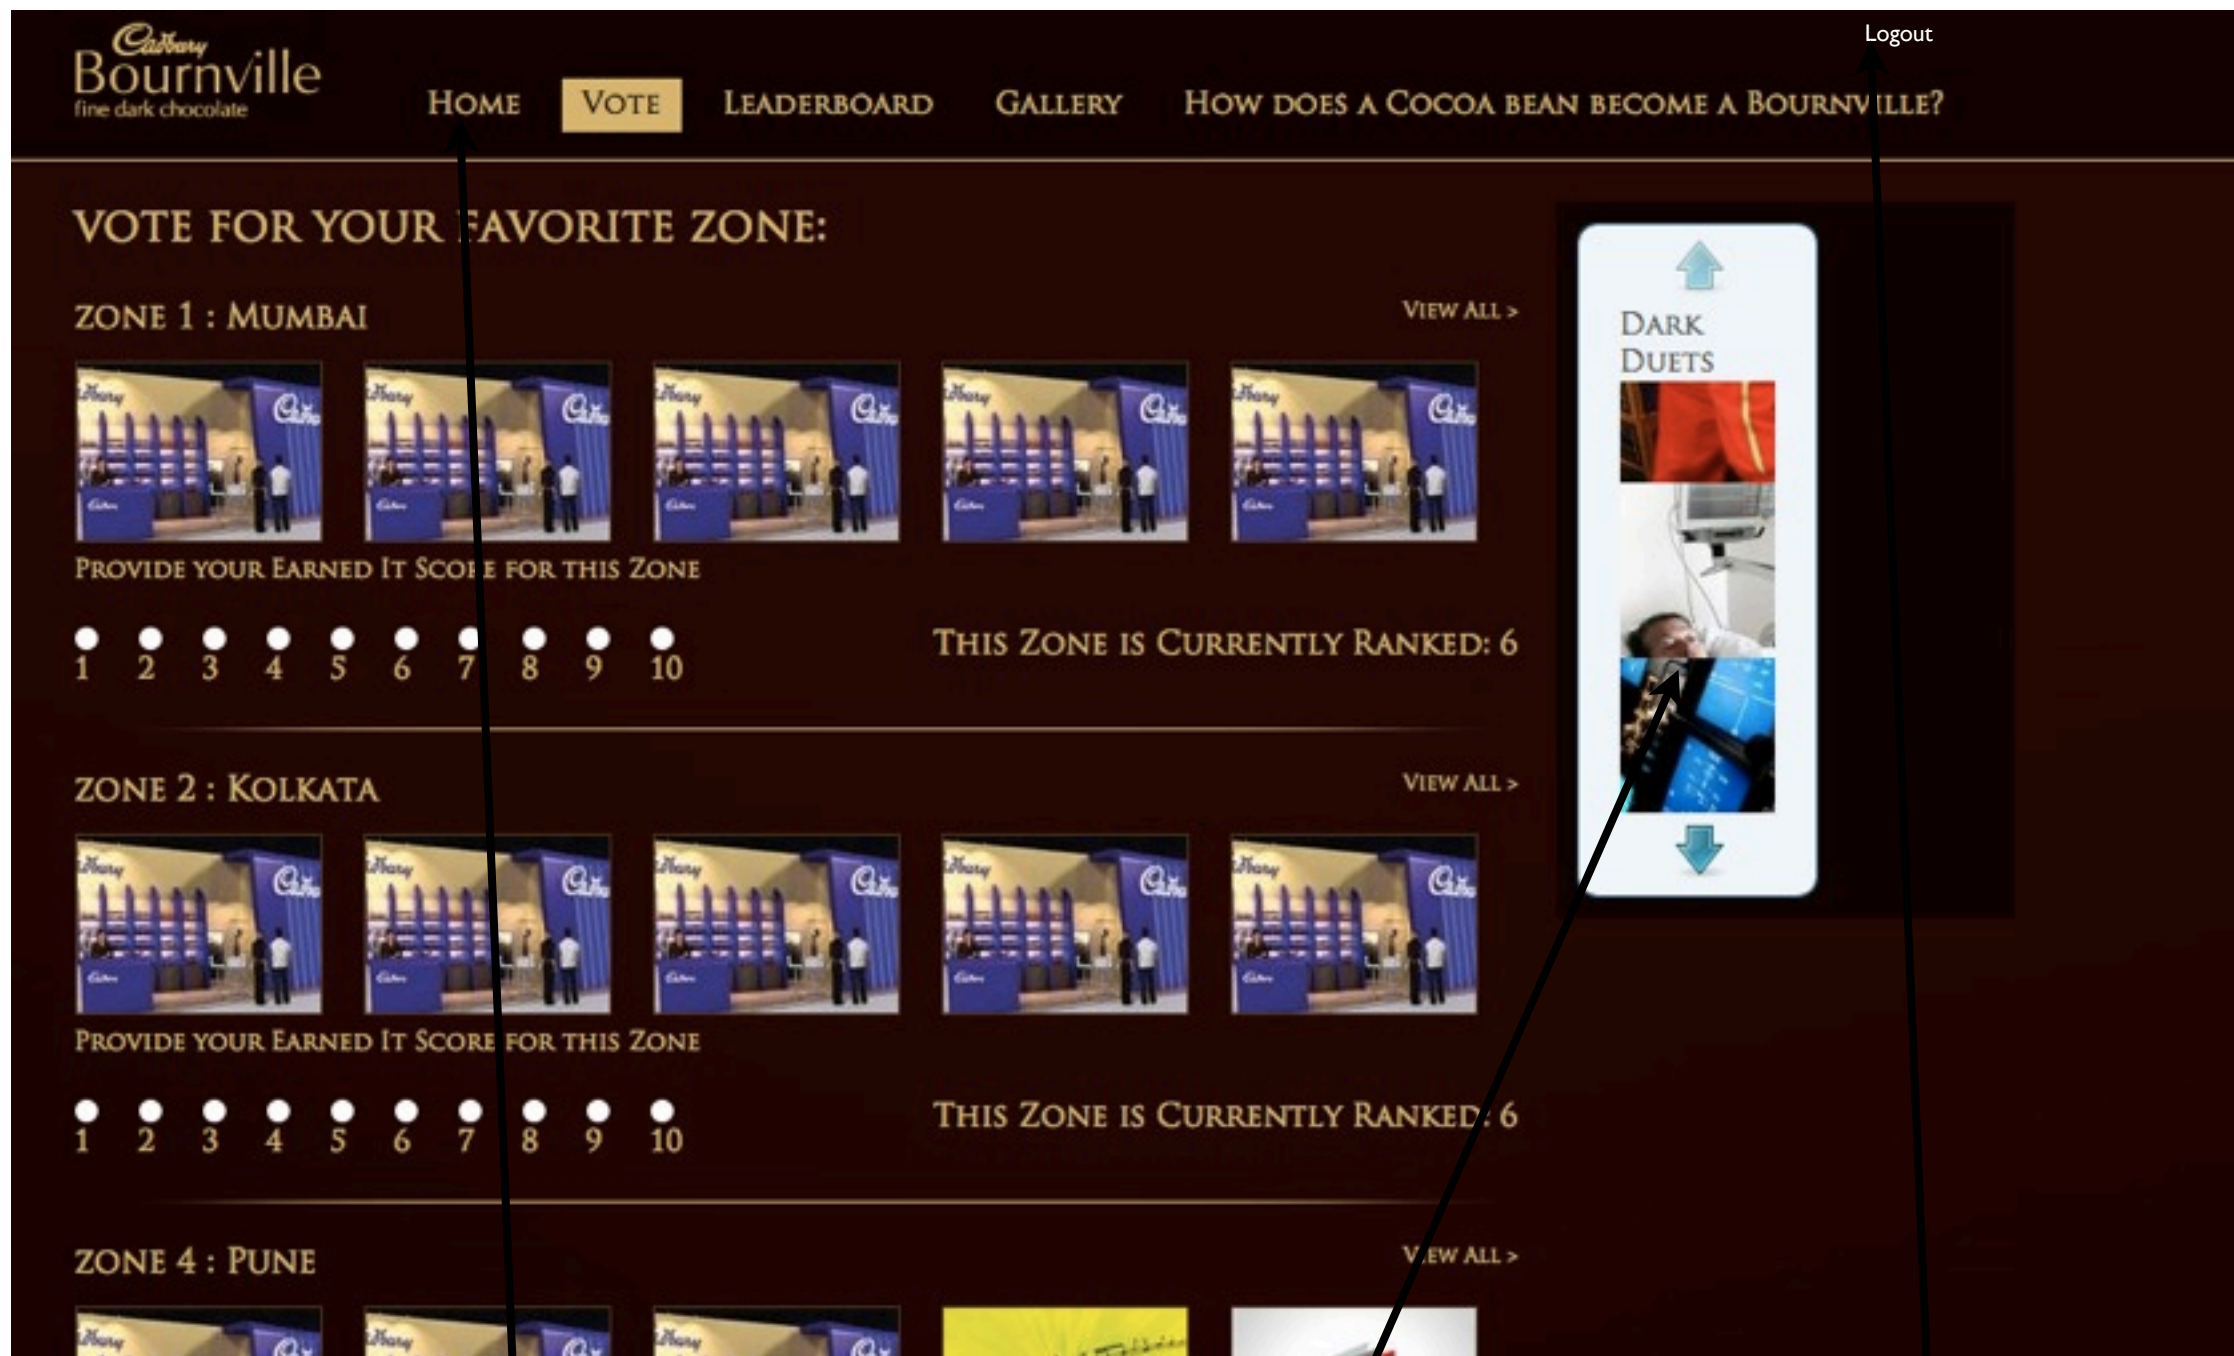 Cadbury
Bournville
fine dark chocolate
Logout
HOME VOTE LEADERBOARD GALLERY HOW DOES A COCOA BEAN BECOME A BOURNVILLE?
VOTE FOR YOUR FAVORITE ZONE:
ZONE 1 : MUMBAI VIEW ALL >
PROVIDE YOUR EARNED IT SCORE FOR THIS ZONE
1 2 3 4 5 6 7 8 9 10
THIS ZONE IS CURRENTLY RANKED: 6
ZONE 2 : KOLKATA VIEW ALL >
PROVIDE YOUR EARNED IT SCORE FOR THIS ZONE
1 2 3 4 5 6 7 8 9 10
THIS ZONE IS CURRENTLY RANKED: 6
ZONE 4 : PUNE VIEW ALL >
DARK
DUETS